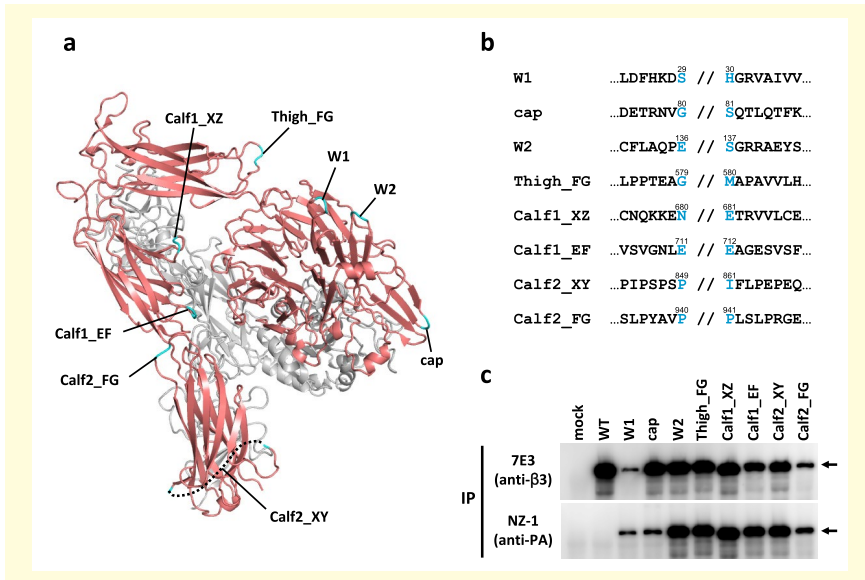 a
Calf1_XZ
Thigh_FG
W1
W2
Calf1_EF
Calf2_FG
cap
Calf2_XY
b
29 30
W1 …LDFHKDS // HGRVAIVV…
80 81
cap …DETRNVG // SQTLQTFK…
136 137
W2 …CFLAQPE // SGRRAEYS…
579 580
Thigh_FG …LPPTEAG // MAPAVVLH…
680 681
Calf1_XZ …CNQKKEN // ETRVVLCE…
711 712
Calf1_EF …VSVGNLE // EAGESVSF…
849 861
Calf2_XY …PIPSPSP // IFLPEPEQ…
940 941
Calf2_FG …SLPYAVP // PLSLPRGE…
c
mock WT W1 cap W2 Thigh_FG Calf1_XZ Calf1_EF Calf2_XY Calf2_FG
IP
7E3
(anti-β3)
NZ-1
(anti-PA)